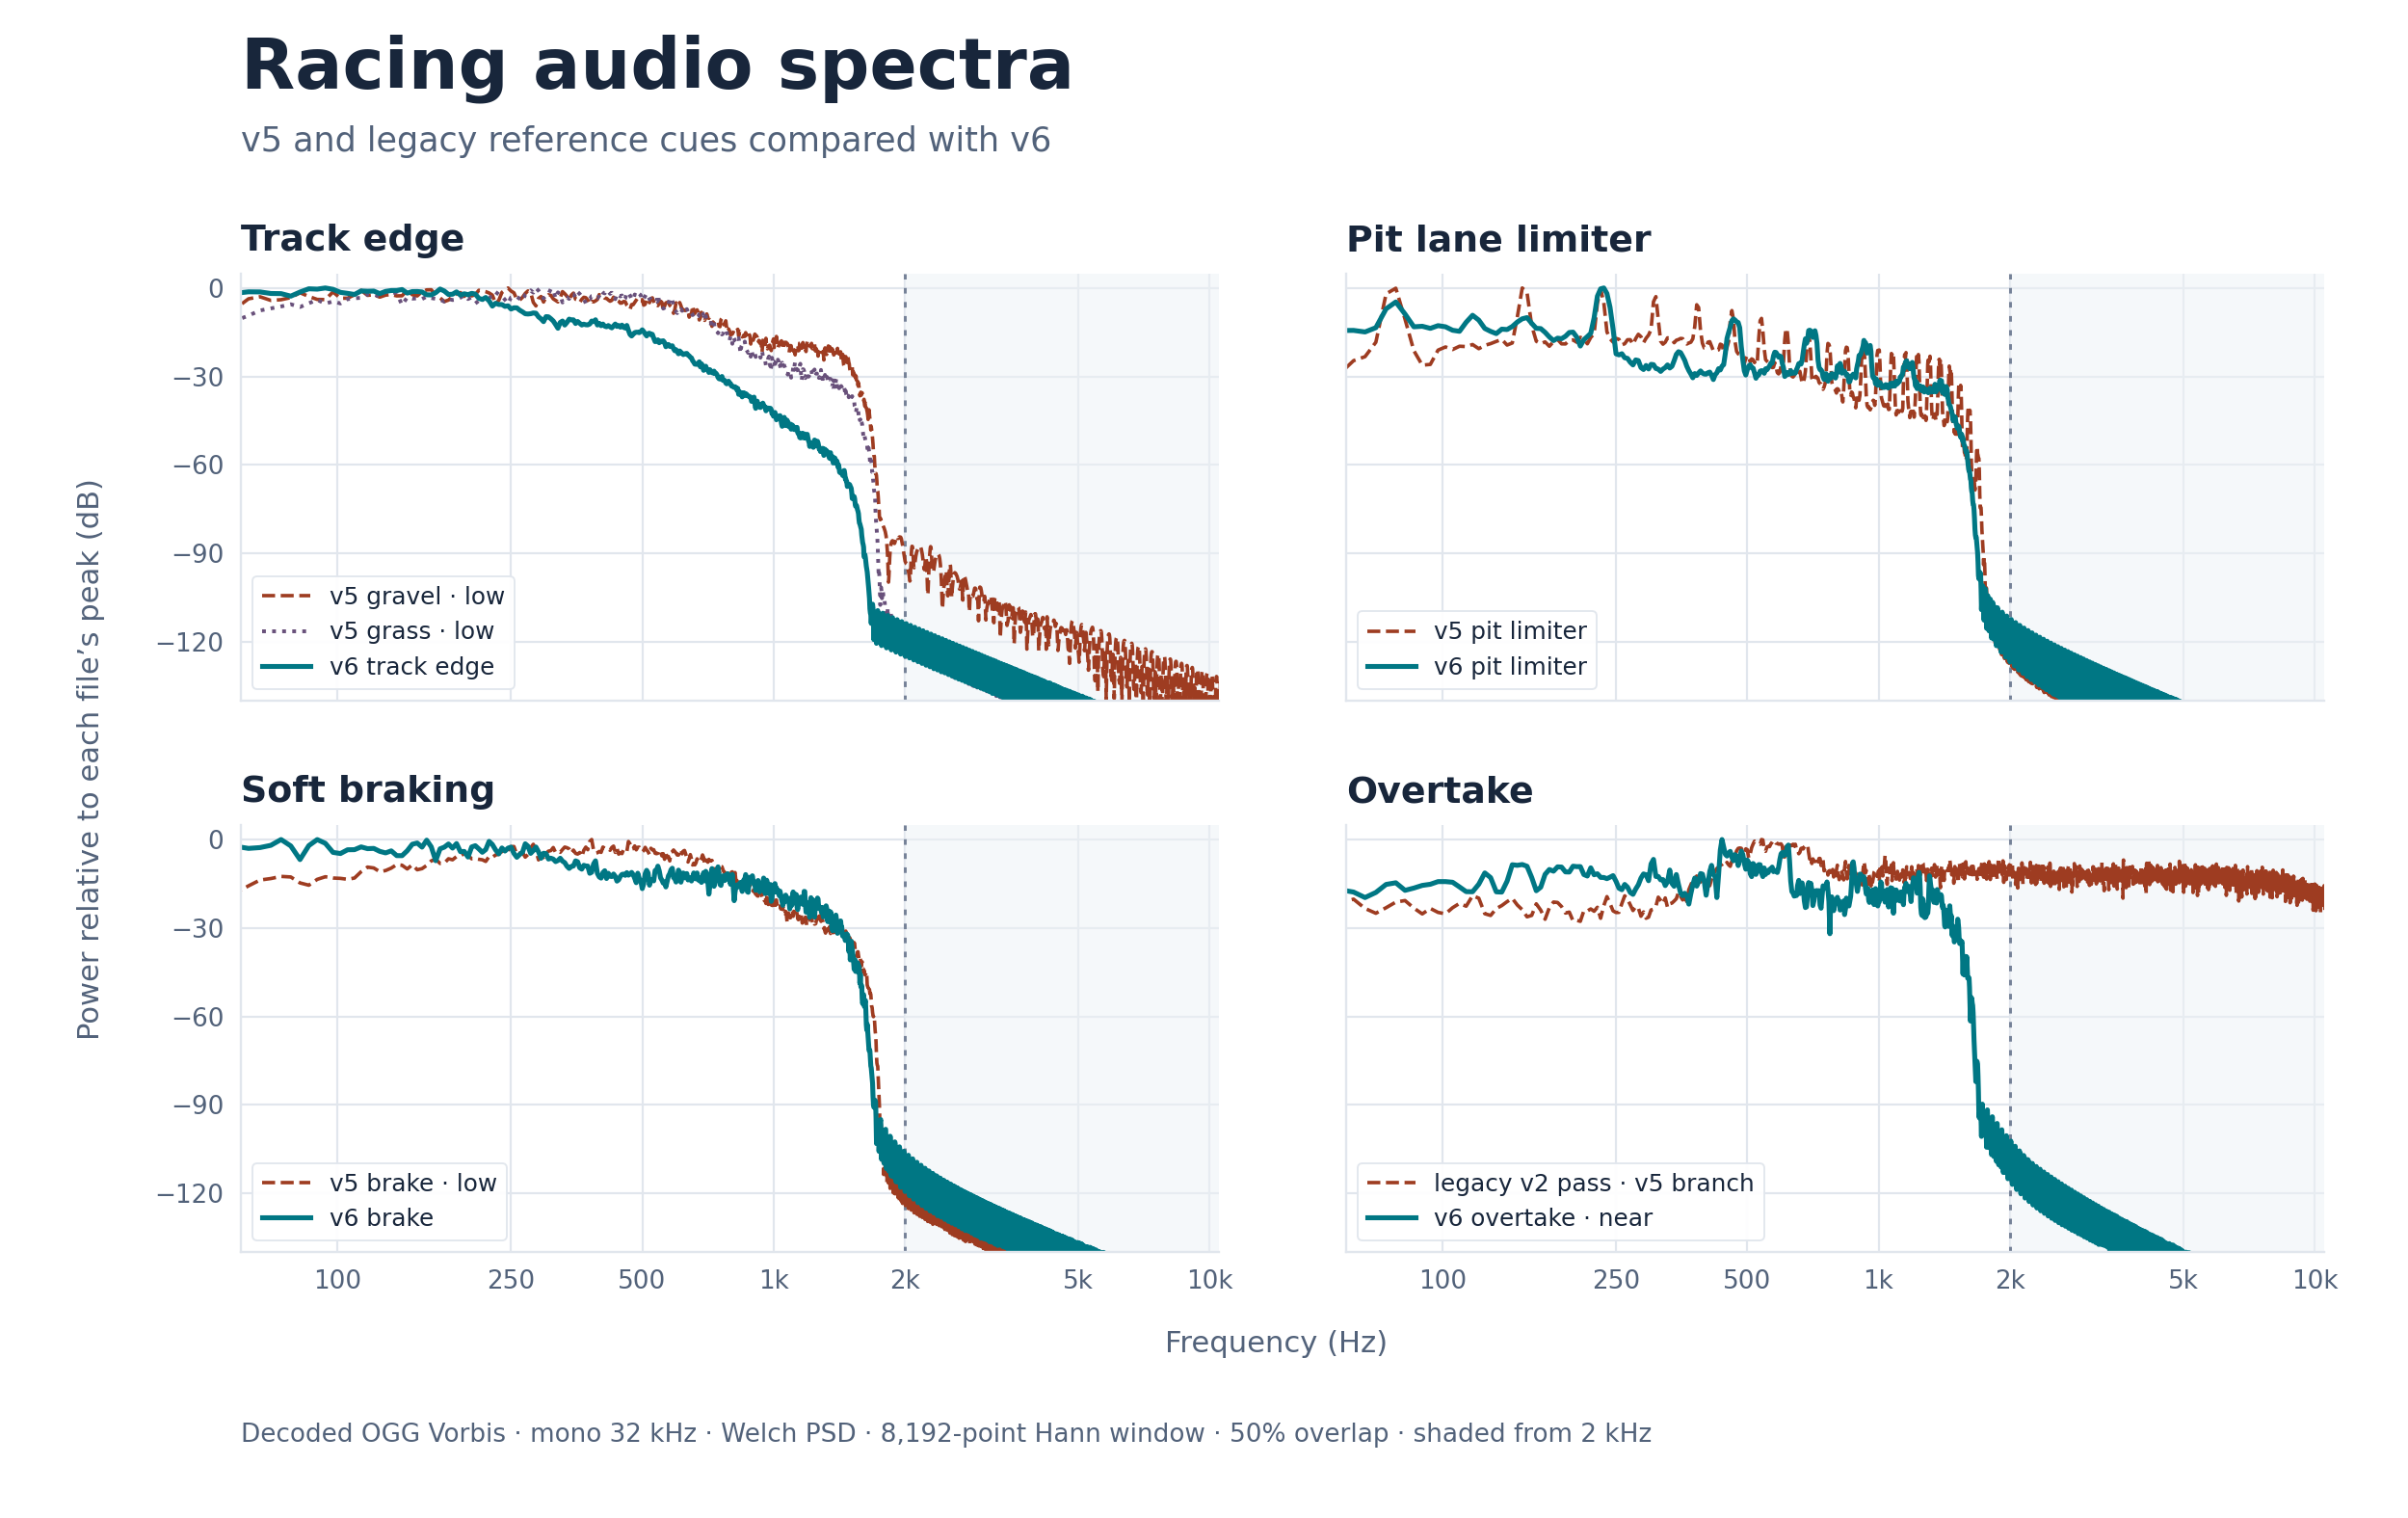 Racing audio spectra
v5 and legacy reference cues compared with v6
Power relative to each file’s peak (dB)
Track edge
0
−30
−60
−90
−120
v5 gravel · low
v5 grass · low
v6 track edge
Pit lane limiter
v5 pit limiter
v6 pit limiter
Soft braking
0
−30
−60
−90
−120
v5 brake · low
v6 brake
100 250 500 1k 2k 5k 10k
Overtake
legacy v2 pass · v5 branch
v6 overtake · near
100 250 500 1k 2k 5k 10k
Frequency (Hz)
Decoded OGG Vorbis · mono 32 kHz · Welch PSD · 8,192-point Hann window · 50% overlap · shaded from 2 kHz